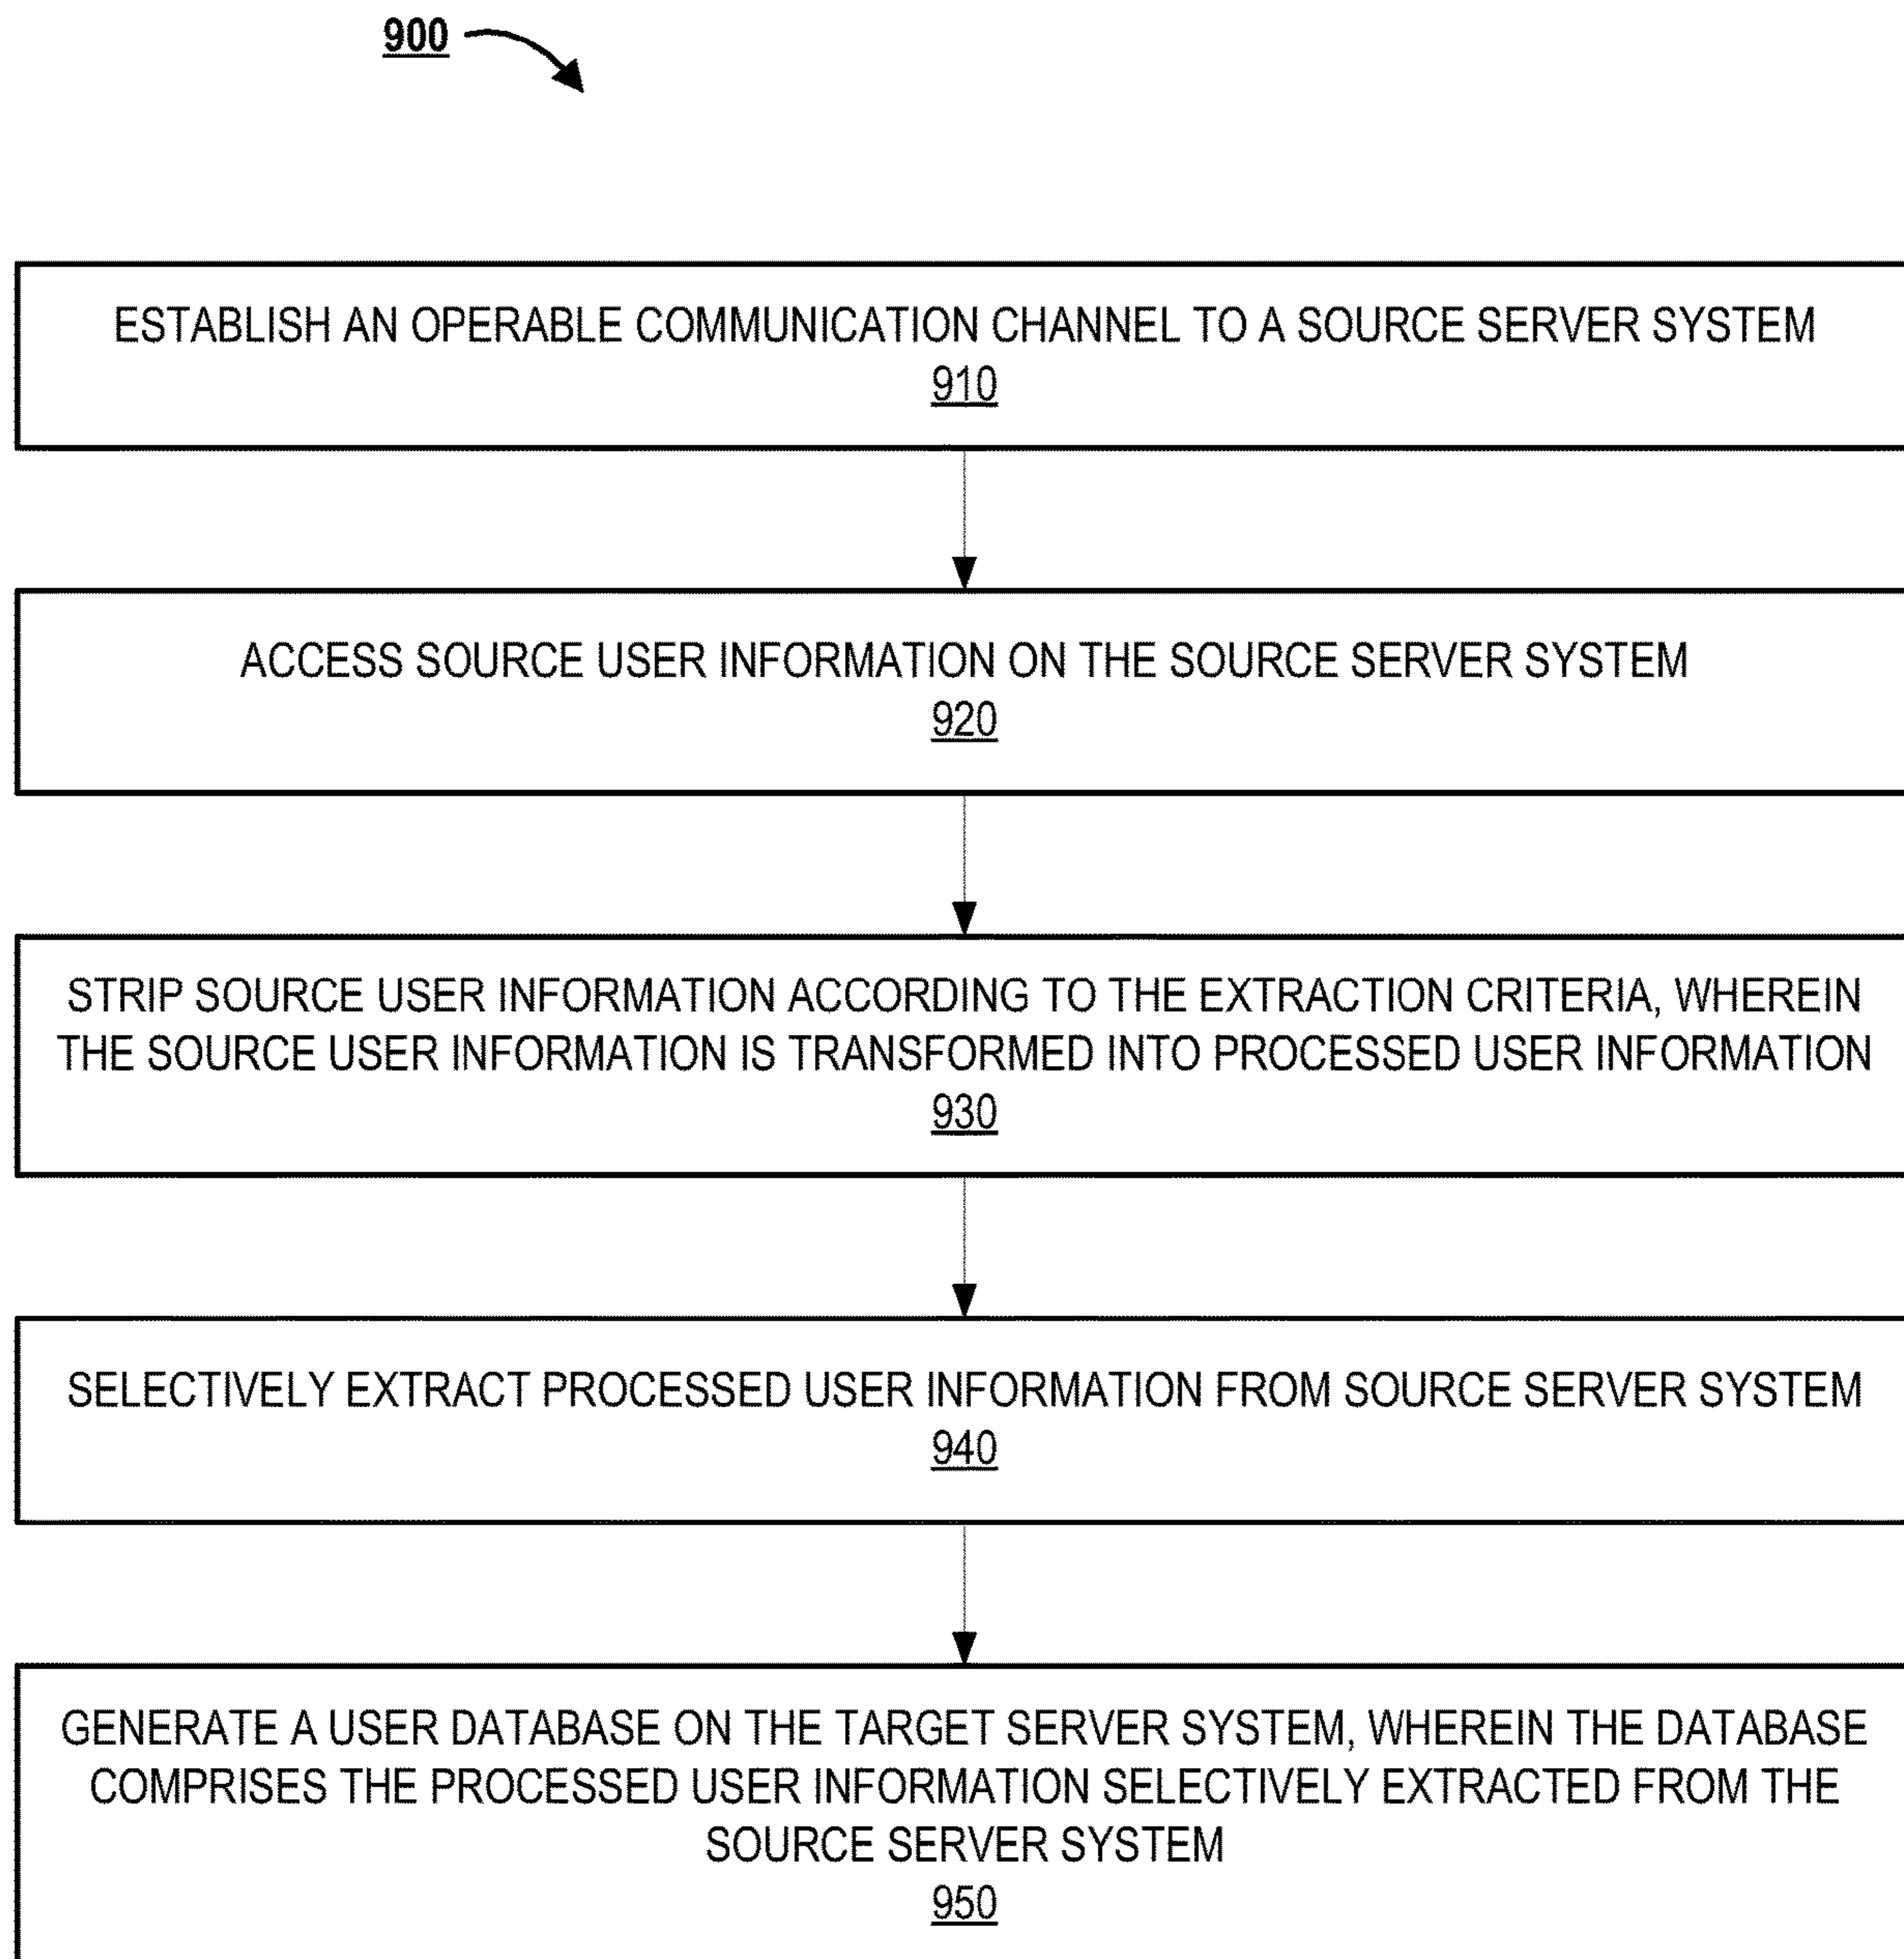 900
ESTABLISH AN OPERABLE COMMUNICATION CHANNEL TO A SOURCE SERVER SYSTEM
910
ACCESS SOURCE USER INFORMATION ON THE SOURCE SERVER SYSTEM
920
STRIP SOURCE USER INFORMATION ACCORDING TO THE EXTRACTION CRITERIA, WHEREIN
THE SOURCE USER INFORMATION IS TRANSFORMED INTO PROCESSED USER INFORMATION
930
SELECTIVELY EXTRACT PROCESSED USER INFORMATION FROM SOURCE SERVER SYSTEM
940
GENERATE A USER DATABASE ON THE TARGET SERVER SYSTEM, WHEREIN THE DATABASE
COMPRISES THE PROCESSED USER INFORMATION SELECTIVELY EXTRACTED FROM THE
SOURCE SERVER SYSTEM
950